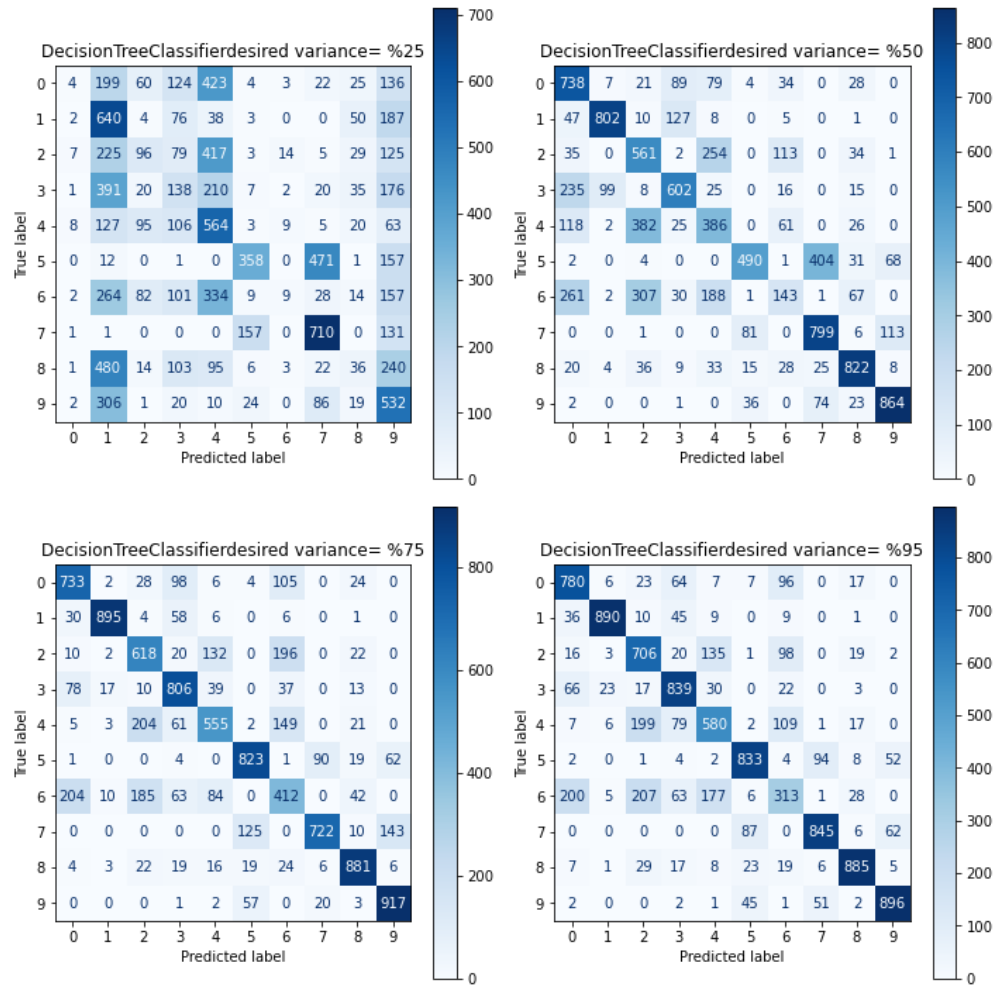 DecisionTreeClassifierdesired variance= %25
0 4 199 60 124 423 4 3 22 25 136
1 2 640 4 76 38 3 0 0 50 187
2 7 225 96 79 417 3 14 5 29 125
3 1 391 20 138 210 7 2 20 35 176
4 8 127 95 106 564 3 9 5 20 63
5 0 12 0 1 0 358 0 471 1 157
6 2 264 82 101 334 9 9 28 14 157
7 1 1 0 0 0 157 0 710 0 131
8 1 480 14 103 95 6 3 22 36 240
9 2 306 1 20 10 24 0 86 19 532
0 1 2 3 4 5 6 7 8 9
Predicted label
True label
700
600
500
400
300
200
100
0
DecisionTreeClassifierdesired variance= %50
0 738 7 21 89 79 4 34 0 28 0
1 47 802 10 127 8 0 5 0 1 0
2 35 0 561 2 254 0 113 0 34 1
3 235 99 8 602 25 0 16 0 15 0
4 118 2 382 25 386 0 61 0 26 0
5 2 0 4 0 0 490 1 404 31 68
6 261 2 307 30 188 1 143 1 67 0
7 0 0 1 0 0 81 0 799 6 113
8 20 4 36 9 33 15 28 25 822 8
9 2 0 0 1 0 36 0 74 23 864
0 1 2 3 4 5 6 7 8 9
Predicted label
True label
800
700
600
500
400
300
200
100
0
DecisionTreeClassifierdesired variance= %75
0 733 2 28 98 6 4 105 0 24 0
1 30 895 4 58 6 0 6 0 1 0
2 10 2 618 20 132 0 196 0 22 0
3 78 17 10 806 39 0 37 0 13 0
4 5 3 204 61 555 2 149 0 21 0
5 1 0 0 4 0 823 1 90 19 62
6 204 10 185 63 84 0 412 0 42 0
7 0 0 0 0 0 125 0 722 10 143
8 4 3 22 19 16 19 24 6 881 6
9 0 0 0 1 2 57 0 20 3 917
0 1 2 3 4 5 6 7 8 9
Predicted label
True label
800
600
400
200
0
DecisionTreeClassifierdesired variance= %95
0 780 6 23 64 7 7 96 0 17 0
1 36 890 10 45 9 0 9 0 1 0
2 16 3 706 20 135 1 98 0 19 2
3 66 23 17 839 30 0 22 0 3 0
4 7 6 199 79 580 2 109 1 17 0
5 2 0 1 4 2 833 4 94 8 52
6 200 5 207 63 177 6 313 1 28 0
7 0 0 0 0 0 87 0 845 6 62
8 7 1 29 17 8 23 19 6 885 5
9 2 0 0 2 1 45 1 51 2 896
0 1 2 3 4 5 6 7 8 9
Predicted label
True label
800
700
600
500
400
300
200
100
0